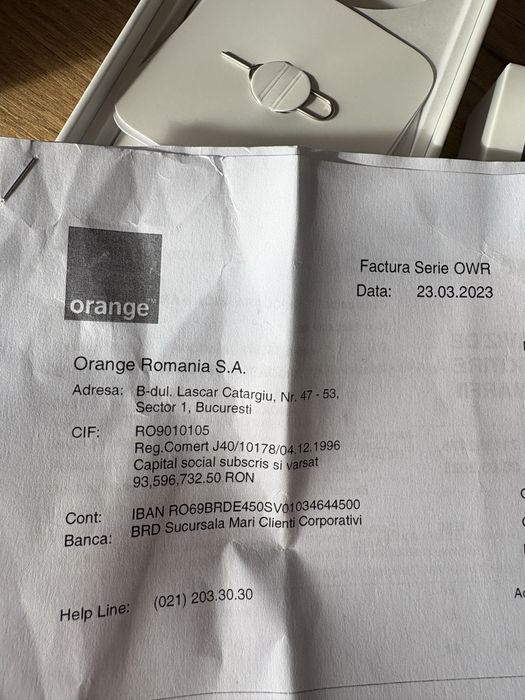 orange™
Factura Serie OWR
Data: 23.03.2023
Orange Romania S.A.
Adresa: B-dul. Lascar Catargiu, Nr. 47 - 53,
Sector 1, Bucuresti
CIF: RO9010105
Reg.Comert J40/10178/04.12.1996
Capital social subscris si varsat
93,596,732.50 RON
Cont: IBAN RO69BRDE450SV01034644500
Banca: BRD Sucursala Mari Clienti Corporativi
Help Line: (021) 203.30.30